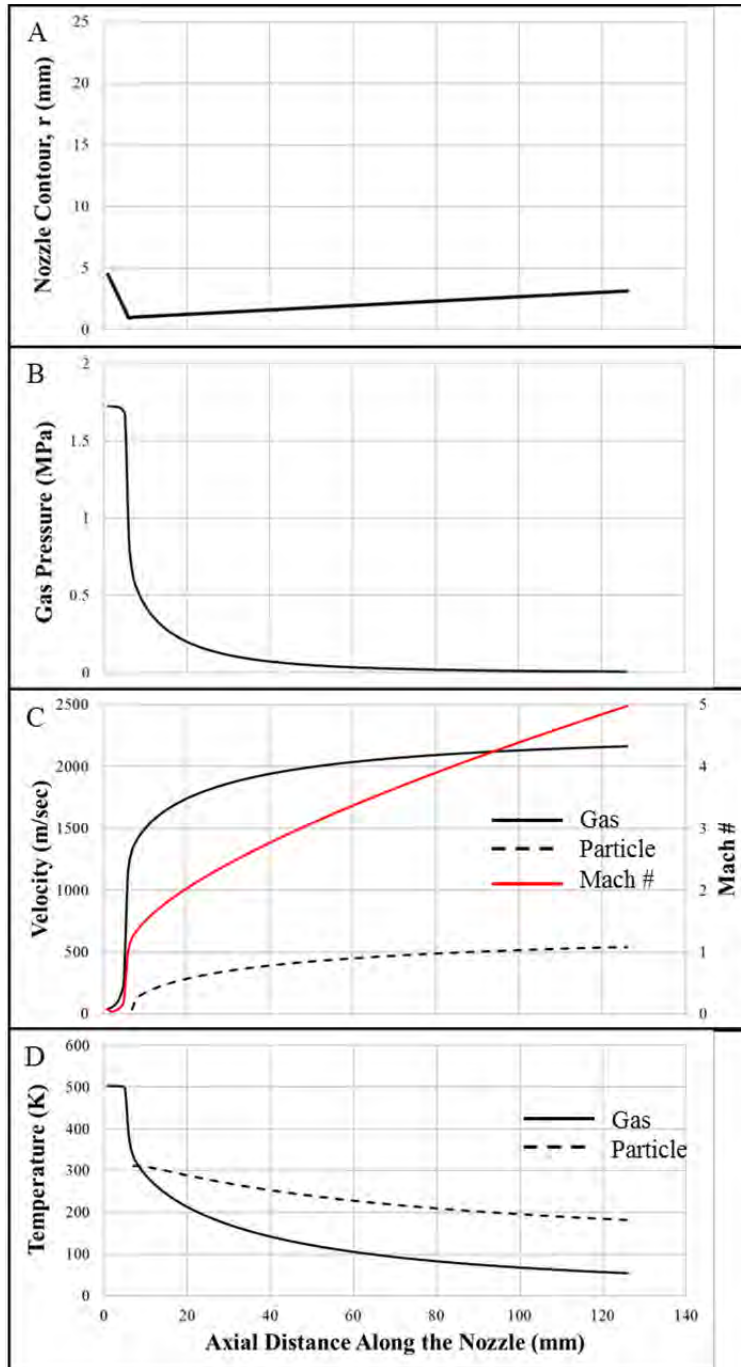 A
Nozzle Contour, r (mm)
25
20
15
10
5
0
B
Gas Pressure (MPa)
2
1.5
1
0.5
0
C
Velocity (m/sec)
2500
2000
1500
1000
500
0
Gas
Particle
Mach #
5
4
3
2
1
0
Mach #
D
Temperature (K)
600
500
400
300
200
100
0
Gas
Particle
0 20 40 60 80 100 120 140
Axial Distance Along the Nozzle (mm)